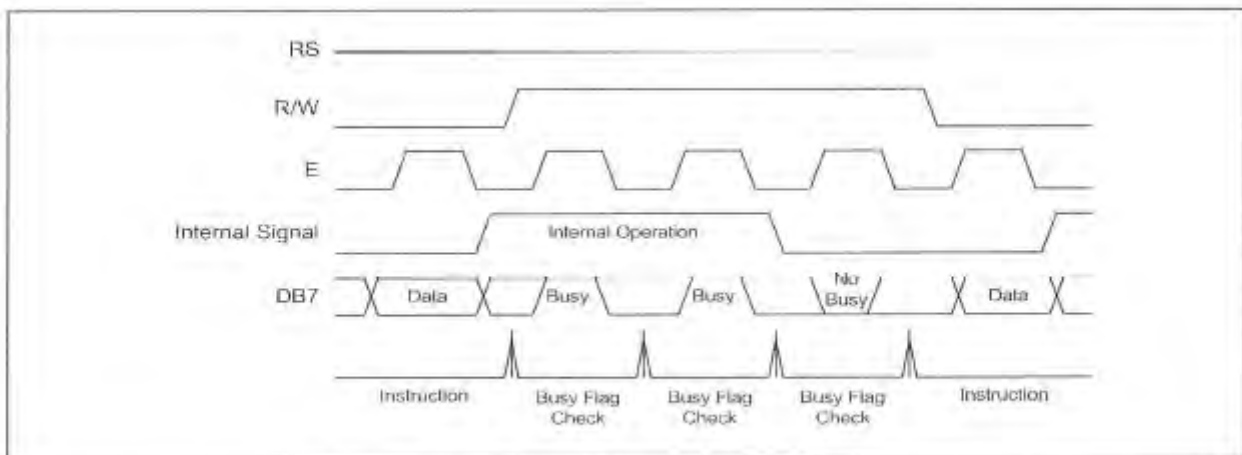 RS
R/W
E
Internal Signal
Internal Operation
DB7
Data
Busy
Busy
No
Busy
Data
Instruction
Busy Flag
Check
Busy Flag
Check
Busy Flag
Check
Instruction